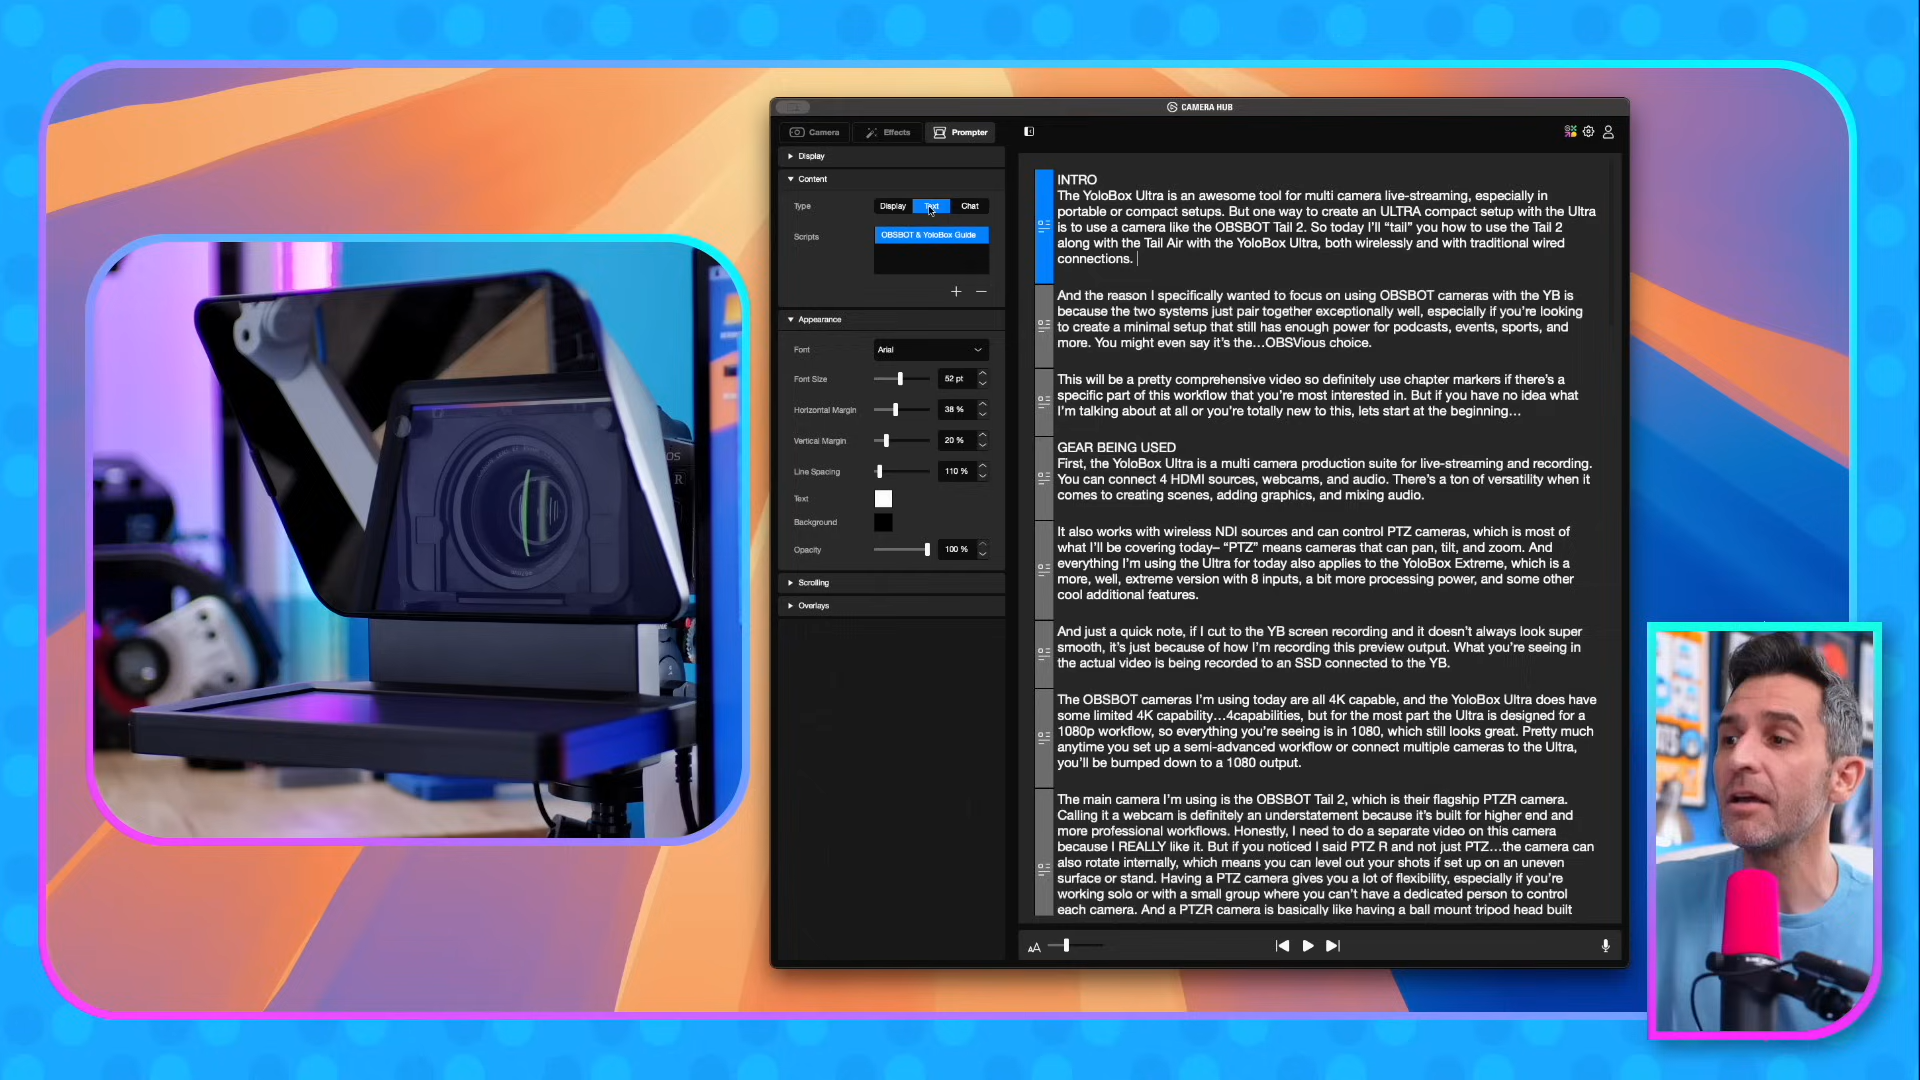 CAMERA HUB
Camera
Effects
Prompter
Display
Content
Type
Display
Text
Chat
Scripts
OBSBOT & YoloBox Guide
Appearance
Font
Arial
Font Size
52 pt
Horizontal Margin
38 %
Vertical Margin
20 %
Line Spacing
110 %
Text
Background
Opacity
100 %
Scrolling
Overlays
INTRO
The YoloBox Ultra is an awesome tool for multi camera live-streaming, especially in
portable or compact setups. But one way to create an ULTRA compact setup with the Ultra
is to use a camera like the OBSBOT Tail 2. So today I'll “tail” you how to use the Tail 2
along with the Tail Air with the YoloBox Ultra, both wirelessly and with traditional wired
connections.
And the reason I specifically wanted to focus on using OBSBOT cameras with the YB is
because the two systems just pair together exceptionally well, especially if you're looking
to create a minimal setup that still has enough power for podcasts, events, sports, and
more. You might even say it's the…OBSVious choice.
This will be a pretty comprehensive video so definitely use chapter markers if there's a
specific part of this workflow that you're most interested in. But if you have no idea what
I'm talking about at all or you're totally new to this, lets start at the beginning…
GEAR BEING USED
First, the YoloBox Ultra is a multi camera production suite for live-streaming and recording.
You can connect 4 HDMI sources, webcams, and audio. There's a ton of versatility when it
comes to creating scenes, adding graphics, and mixing audio.
It also works with wireless NDI sources and can control PTZ cameras, which is most of
what I'll be covering today– “PTZ” means cameras that can pan, tilt, and zoom. And
everything I'm using the Ultra for today also applies to the YoloBox Extreme, which is a
more, well, extreme version with 8 inputs, a bit more processing power, and some other
cool additional features.
And just a quick note, if I cut to the YB screen recording and it doesn't always look super
smooth, it's just because of how I'm recording this preview output. What you're seeing in
the actual video is being recorded to an SSD connected to the YB.
The OBSBOT cameras I'm using today are all 4K capable, and the YoloBox Ultra does have
some limited 4K capability…4capabilities, but for the most part the Ultra is designed for a
1080p workflow, so everything you're seeing is in 1080, which still looks great. Pretty much
anytime you set up a semi-advanced workflow or connect multiple cameras to the Ultra,
you'll be bumped down to a 1080 output.
The main camera I'm using is the OBSBOT Tail 2, which is their flagship PTZR camera.
Calling it a webcam is definitely an understatement because it's built for higher end and
more professional workflows. Honestly, I need to do a separate video on this camera
because I REALLY like it. But if you noticed I said PTZ R and not just PTZ…the camera can
also rotate internally, which means you can level out your shots if set up on an uneven
surface or stand. Having a PTZ camera gives you a lot of flexibility, especially if you're
working solo or with a small group where you can't have a dedicated person to control
each camera. And a PTZR camera is basically like having a ball mount tripod head built
AA
R